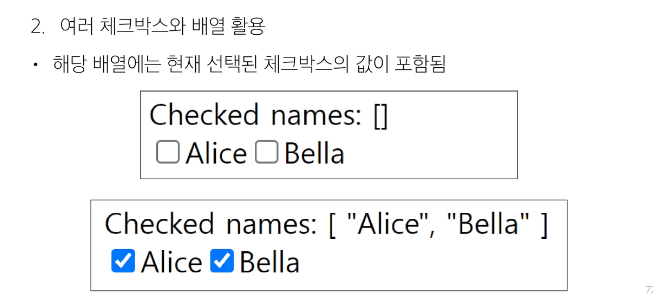 2. 여러 체크박스와 배열 활용
• 해당 배열에는 현재 선택된 체크박스의 값이 포함됨
Checked names: []
Alice Bella
Checked names: [ "Alice", "Bella" ]
Alice Bella
77